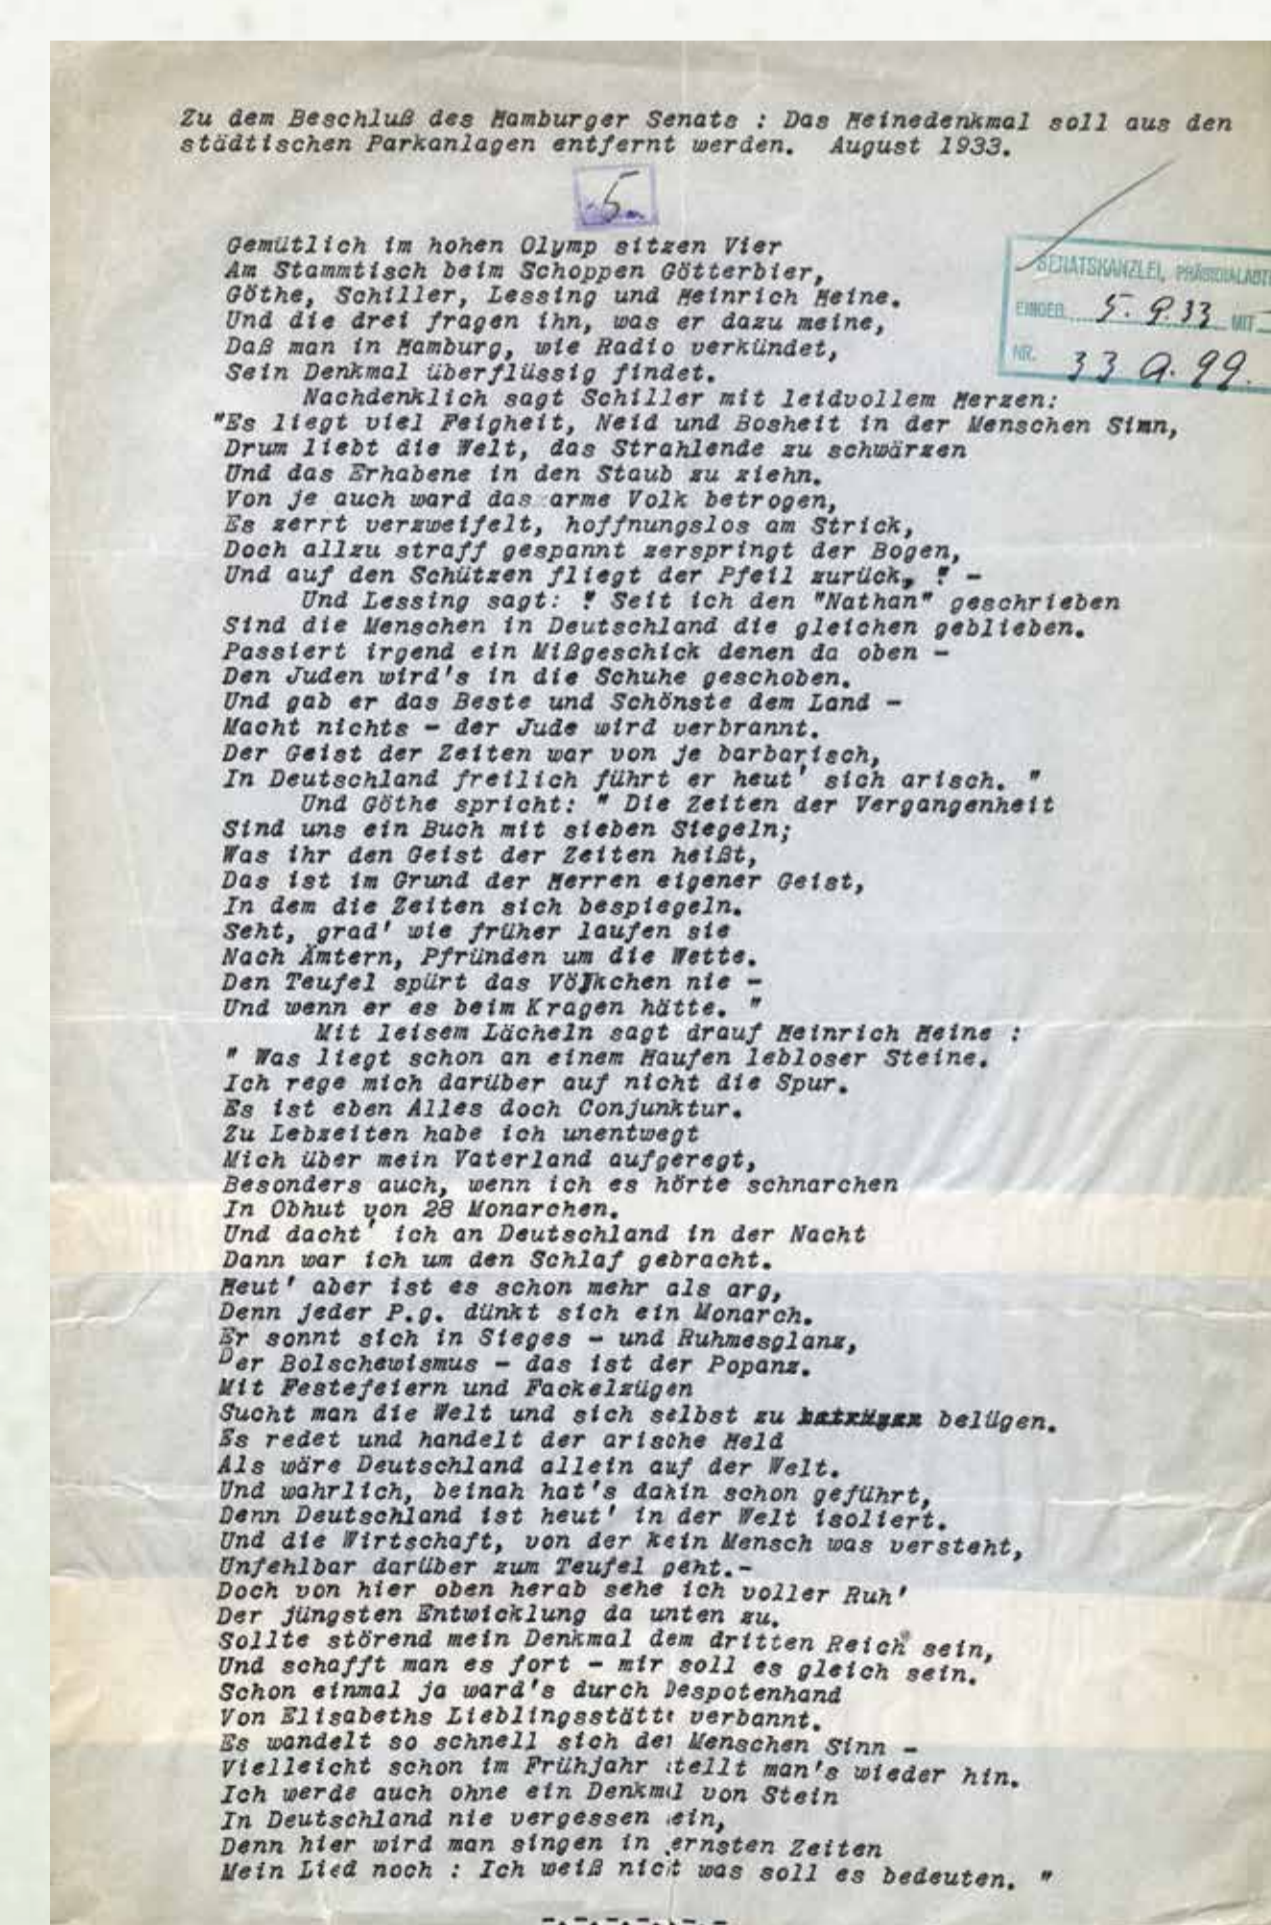 Zu dem Beschluß des Hamburger Senats : Das Heinedenkmal soll aus den
städtischen Parkanlagen entfernt werden. August 1933.
5
Gemütlich im hohen Olymp sitzen Vier
Am Stammtisch beim Schoppen Götterbier,
Göthe, Schiller, Lessing und Heinrich Heine.
Und die drei fragen ihn, was er dazu meine,
Daß man in Hamburg, wie Radio verkündet,
Sein Denkmal überflüssig findet.
SENATSKANZLEI, PRÄSIDIALABTE
EINGEG. 5.9.33 MIT
NR. 33 A. 99.
Nachdenklich sagt Schiller mit leidvollem Herzen:
"Es liegt viel Feigheit, Neid und Bosheit in der Menschen Sinn,
Drum liebt die Welt, das Strahlende zu schwärzen
Und das Erhabene in den Staub zu ziehn.
Von je auch ward das arme Volk betrogen,
Es zerrt verzweifelt, hoffnungslos am Strick,
Doch allzu straff gespannt zerspringt der Bogen,
Und auf den Schützen fliegt der Pfeil zurück, " -
Und Lessing sagt: " Seit ich den "Nathan" geschrieben
Sind die Menschen in Deutschland die gleichen geblieben.
Passiert irgend ein Mißgeschick denen da oben -
Den Juden wird's in die Schuhe geschoben.
Und gab er das Beste und Schönste dem Land -
Macht nichts - der Jude wird verbrannt.
Der Geist der Zeiten war von je barbarisch,
In Deutschland freilich führt er heut' sich arisch. "
Und Göthe spricht: " Die Zeiten der Vergangenheit
Sind uns ein Buch mit sieben Siegeln;
Was ihr den Geist der Zeiten heißt,
Das ist im Grund der Herren eigener Geist,
In dem die Zeiten sich bespiegeln.
Seht, grad' wie früher laufen sie
Nach Ämtern, Pfründen um die Wette.
Den Teufel spürt das Völkchen nie -
Und wenn er es beim Kragen hätte. "
Mit leisem Lächeln sagt drauf Heinrich Heine :
" Was liegt schon an einem Haufen lebloser Steine.
Ich rege mich darüber auf nicht die Spur.
Es ist eben Alles doch Conjunktur.
Zu Lebzeiten habe ich unentwegt
Mich über mein Vaterland aufgeregt,
Besonders auch, wenn ich es hörte schnarchen
In Obhut von 28 Monarchen.
Und dacht' ich an Deutschland in der Nacht
Dann war ich um den Schlaf gebracht.
Heut' aber ist es schon mehr als arg,
Denn jeder P.g. dünkt sich ein Monarch.
Er sonnt sich in Sieges - und Ruhmesglanz,
Der Bolschewismus - das ist der Popanz.
Mit Festefeiern und Fackelzügen
Sucht man die Welt und sich selbst zu betrügen belügen.
Es redet und handelt der arische Held
Als wäre Deutschland allein auf der Welt.
Und wahrlich, beinah hat's dahin schon geführt,
Denn Deutschland ist heut' in der Welt isoliert.
Und die Wirtschaft, von der kein Mensch was versteht,
Unfehlbar darüber zum Teufel geht.-
Doch von hier oben herab sehe ich voller Ruh'
Der jüngsten Entwicklung da unten zu.
Sollte störend mein Denkmal dem dritten Reich sein,
Und schafft man es fort - mir soll es gleich sein.
Schon einmal ja ward's durch Despotenhand
Von Elisabeths Lieblingsstätte verbannt.
Es wandelt so schnell sich der Menschen Sinn -
Vielleicht schon im Frühjahr stellt man's wieder hin.
Ich werde auch ohne ein Denkmal von Stein
In Deutschland nie vergessen sein,
Denn hier wird man singen in ernsten Zeiten
Mein Lied noch : Ich weiß nicht was soll es bedeuten. "
-.-.-.-.-.-.-